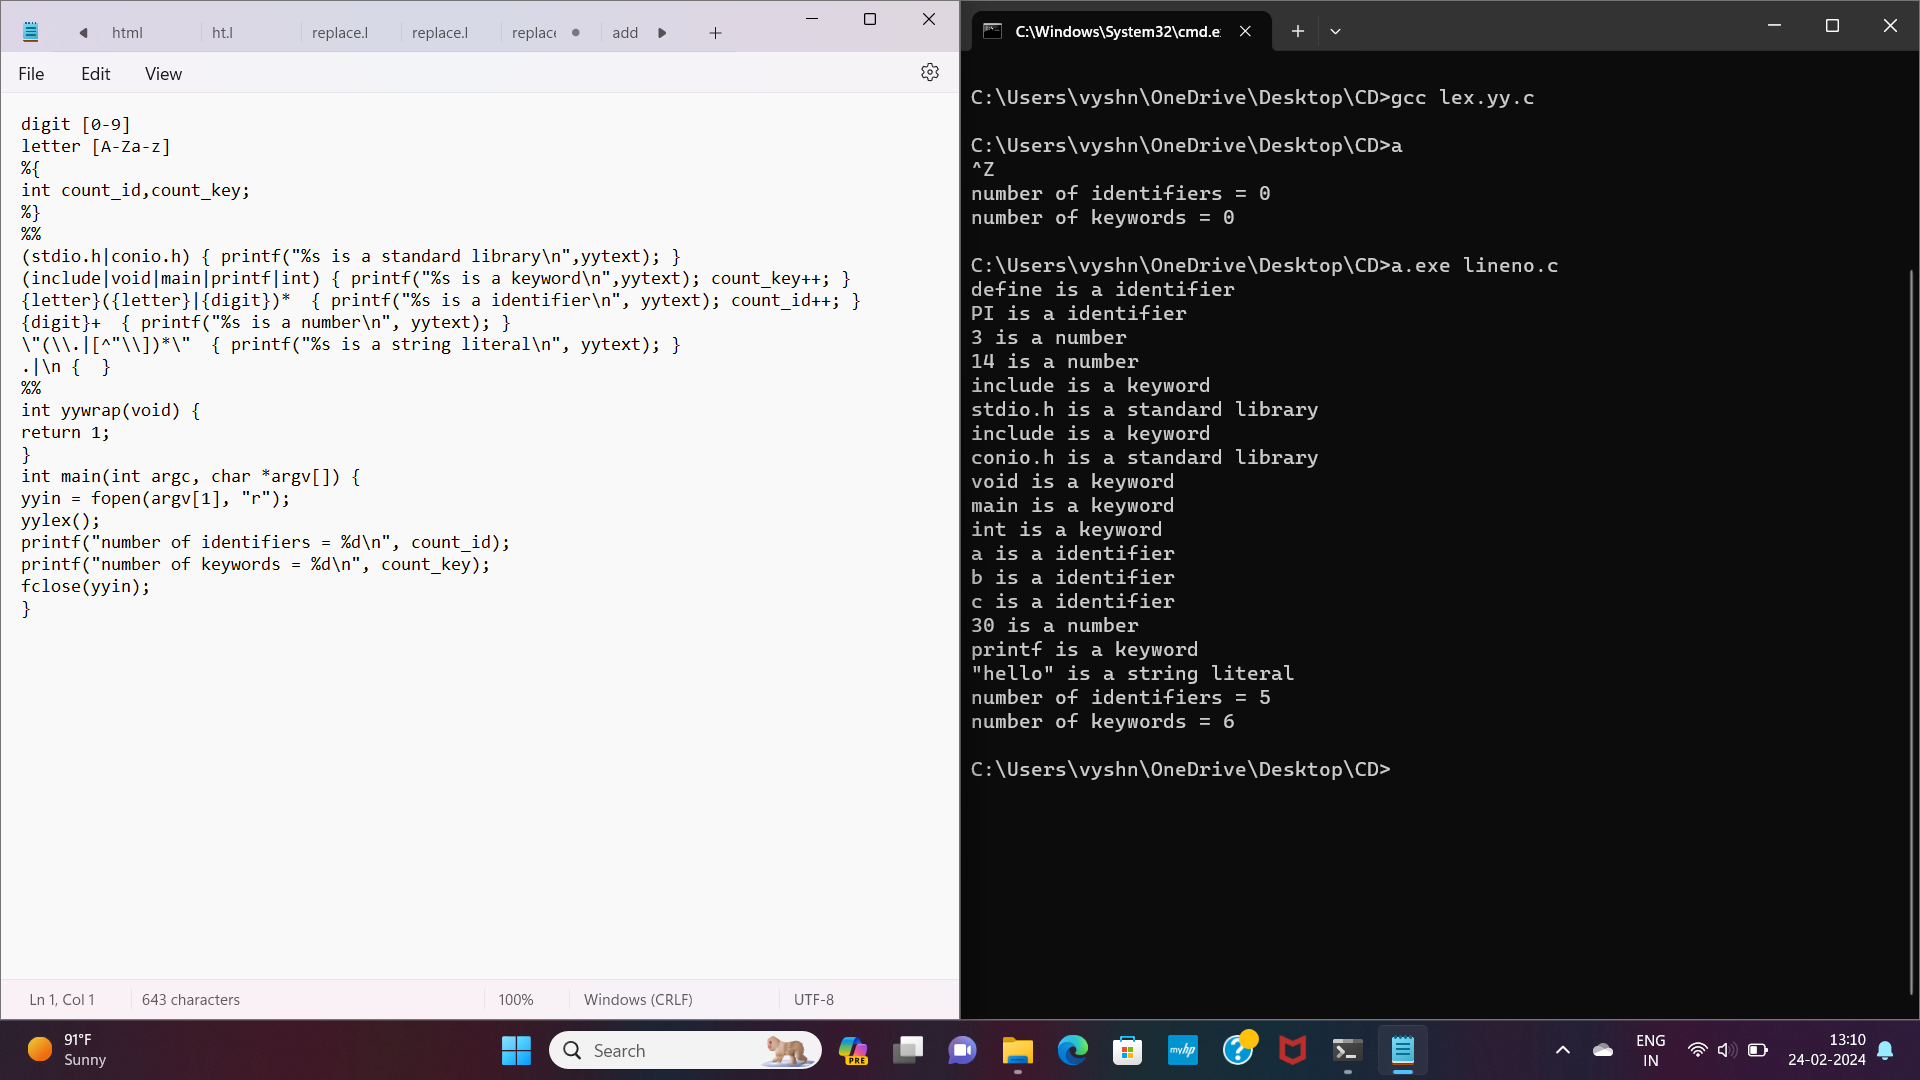 html
ht.l
replace.l
replace.l
replace
add
File Edit View
digit [0-9]
letter [A-Za-z]
%{
int count_id,count_key;
%}
%%
(stdio.h|conio.h) { printf("%s is a standard library\n",yytext); }
(include|void|main|printf|int) { printf("%s is a keyword\n",yytext); count_key++; }
{letter}({letter}|{digit})*  { printf("%s is a identifier\n", yytext); count_id++; }
{digit}+  { printf("%s is a number\n", yytext); }
\"(\\.|[^"\\])*\"  { printf("%s is a string literal\n", yytext); }
.|\n {  }
%%
int yywrap(void) {
return 1;
}
int main(int argc, char *argv[]) {
yyin = fopen(argv[1], "r");
yylex();
printf("number of identifiers = %d\n", count_id);
printf("number of keywords = %d\n", count_key);
fclose(yyin);
}
Ln 1, Col 1
643 characters
100%
Windows (CRLF)
UTF-8
C:\Windows\System32\cmd.e
C:\Users\vyshn\OneDrive\Desktop\CD>gcc lex.yy.c
C:\Users\vyshn\OneDrive\Desktop\CD>a
^Z
number of identifiers = 0
number of keywords = 0
C:\Users\vyshn\OneDrive\Desktop\CD>a.exe lineno.c
define is a identifier
PI is a identifier
3 is a number
14 is a number
include is a keyword
stdio.h is a standard library
include is a keyword
conio.h is a standard library
void is a keyword
main is a keyword
int is a keyword
a is a identifier
b is a identifier
c is a identifier
30 is a number
printf is a keyword
"hello" is a string literal
number of identifiers = 5
number of keywords = 6
C:\Users\vyshn\OneDrive\Desktop\CD>
91°F
Sunny
Search
PRE
myhp
ENG
IN
13:10
24-02-2024